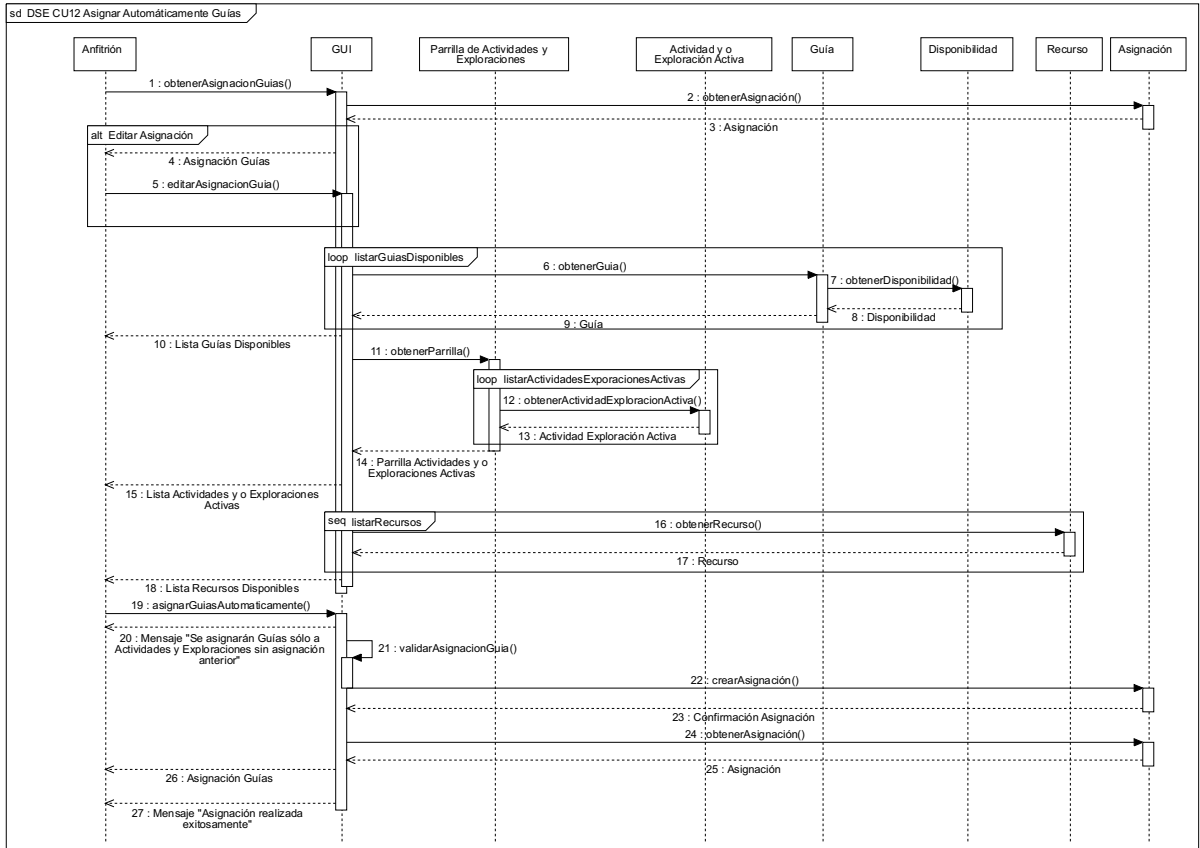 sd DSE CU12 Asignar Automáticamente Guías
Anfitrión
GUI
Parrilla de Actividades y
Exploraciones
Actividad y o
Exploración Activa
Guía
Disponibilidad
Recurso
Asignación
1 : obtenerAsignacionGuias()
2 : obtenerAsignación()
3 : Asignación
alt Editar Asignación
4 : Asignación Guías
5 : editarAsignacionGuia()
loop listarGuiasDisponibles
6 : obtenerGuia()
7 : obtenerDisponibilidad()
8 : Disponibilidad
9 : Guía
10 : Lista Guías Disponibles
11 : obtenerParrilla()
loop listarActividadesExporacionesActivas
12 : obtenerActividadExploracionActiva()
13 : Actividad Exploración Activa
14 : Parrilla Actividades y o
Exploraciones Activas
15 : Lista Actividades y o Exploraciones
Activas
seq listarRecursos
16 : obtenerRecurso()
17 : Recurso
18 : Lista Recursos Disponibles
19 : asignarGuiasAutomaticamente()
20 : Mensaje "Se asignarán Guías sólo a
Actividades y Exploraciones sin asignación
anterior"
21 : validarAsignacionGuia()
22 : crearAsignación()
23 : Confirmación Asignación
24 : obtenerAsignación()
25 : Asignación
26 : Asignación Guías
27 : Mensaje "Asignación realizada
exitosamente"